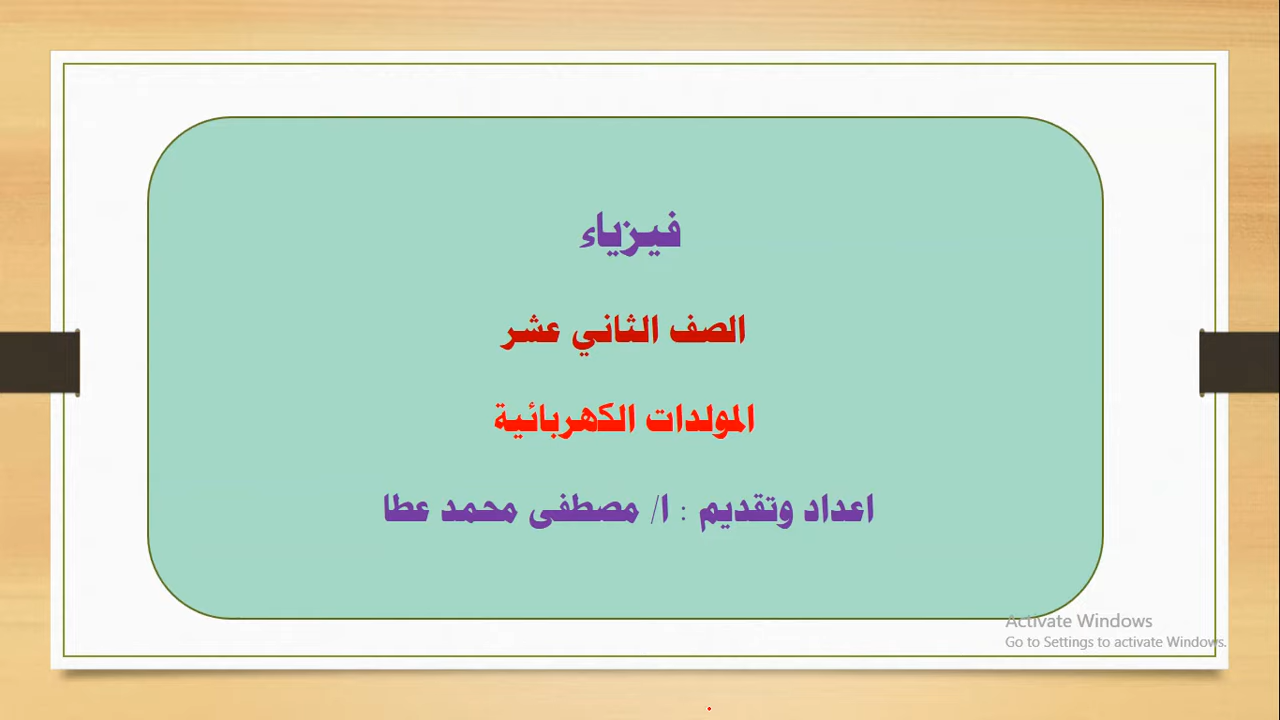 فيزياء
الصف الثاني عشر
المولدات الكهربائية
اعداد وتقديم : ا/ مصطفى محمد عطا
Activate Windows
Go to Settings to activate Windows.